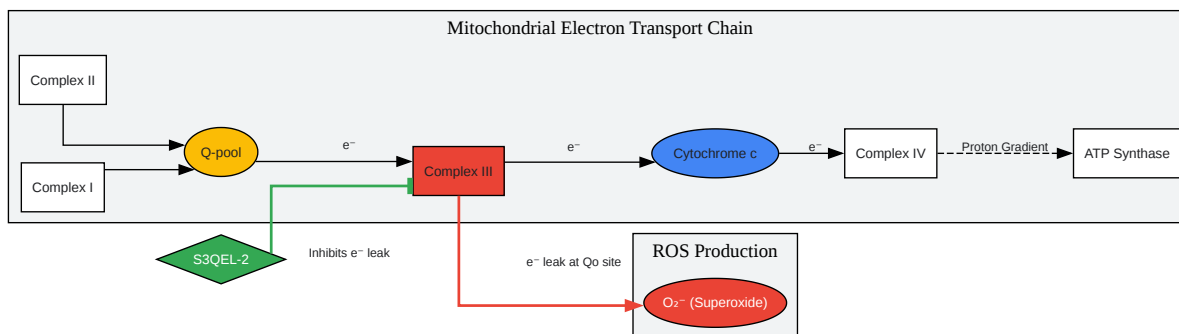 Mitochondrial Electron Transport Chain
Complex II
Complex I
Q-pool
e⁻
Complex III
e⁻
Cytochrome c
e⁻
Complex IV
Proton Gradient
ATP Synthase
S3QEL-2
Inhibits e⁻ leak
e⁻ leak at Qo site
ROS Production
O₂⁻ (Superoxide)